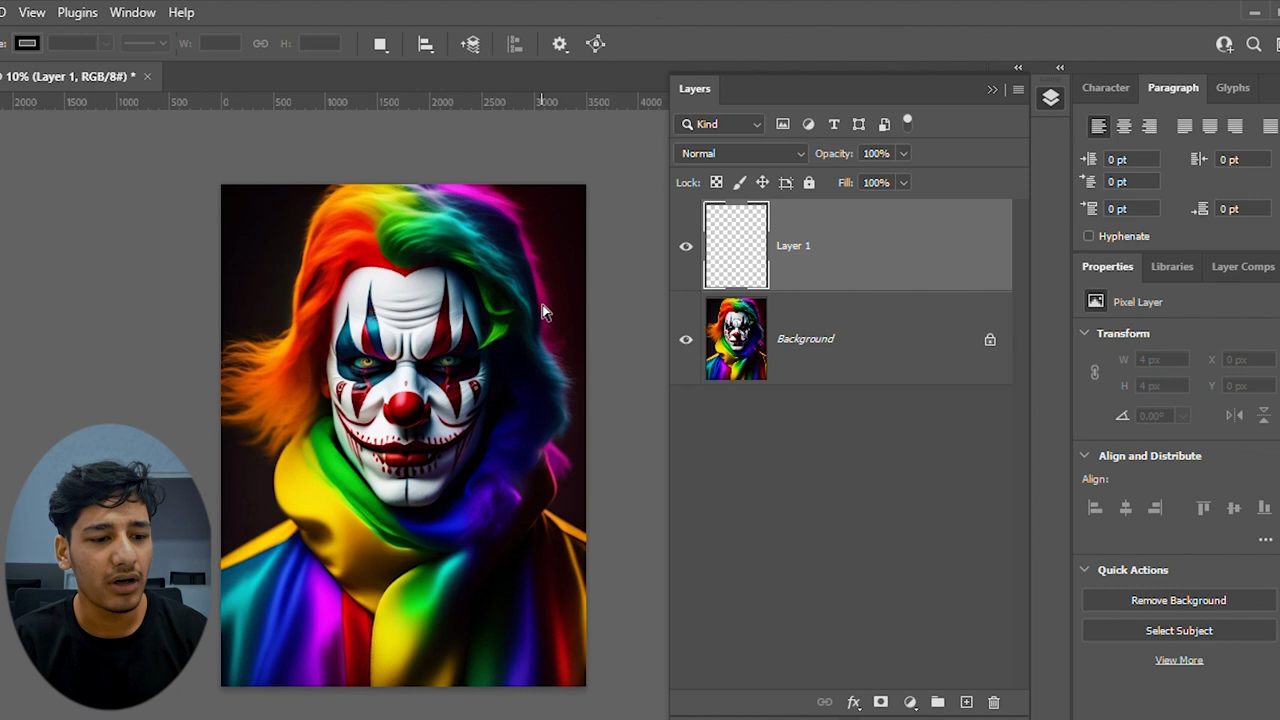 View Plugins Window Help
W: H:
10% (Layer 1, RGB/8#) *
2000 1500 1000 500 0 500 1000 1500 2000 2500 3000 3500 4000
Layers
Kind
Normal Opacity: 100%
Lock: Fill: 100%
Layer 1
Background
Character Paragraph Glyphs
0 pt 0 pt
0 pt
0 pt 0 pt
Hyphenate
Properties Libraries Layer Comps
Pixel Layer
Transform
W 4 px X 0 px
H 4 px Y 0 px
0.00°
Align and Distribute
Align:
Quick Actions
Remove Background
Select Subject
View More